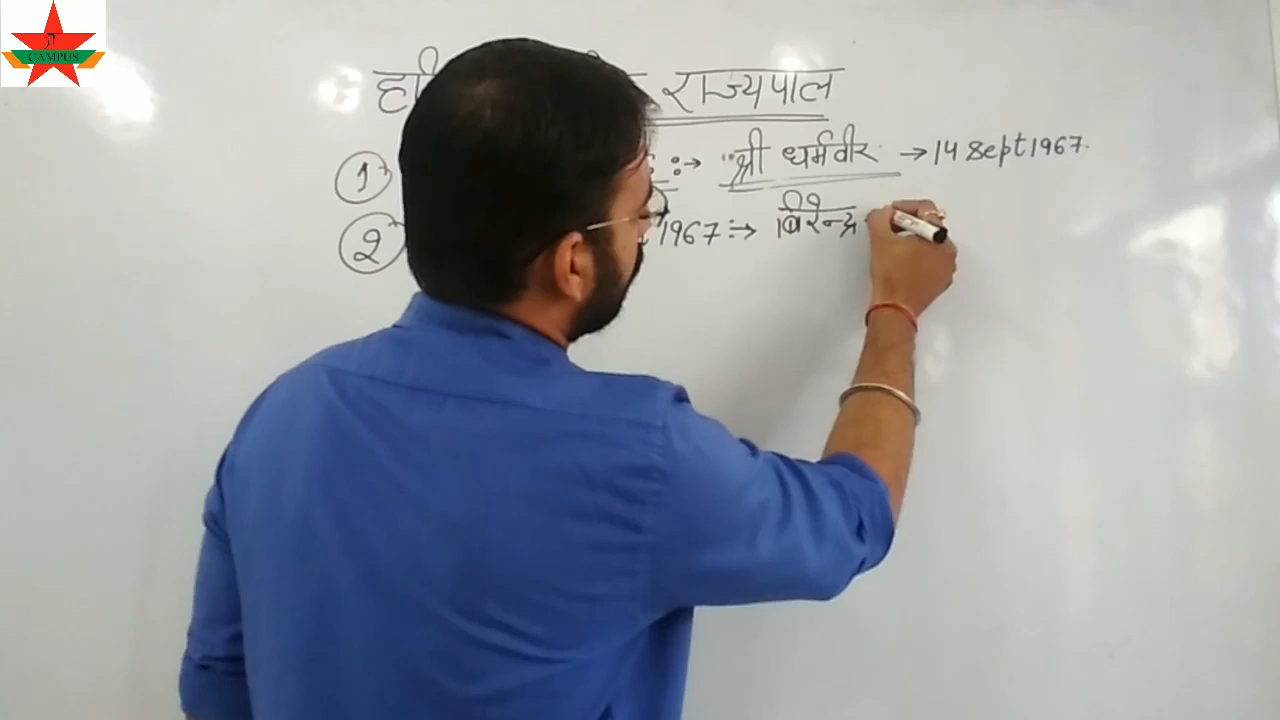 CAMPUS
राज्यपाल
1 :→ श्री धर्मवीर → 14 Sept 1967.
2 1967 :→ विरेन्द्र